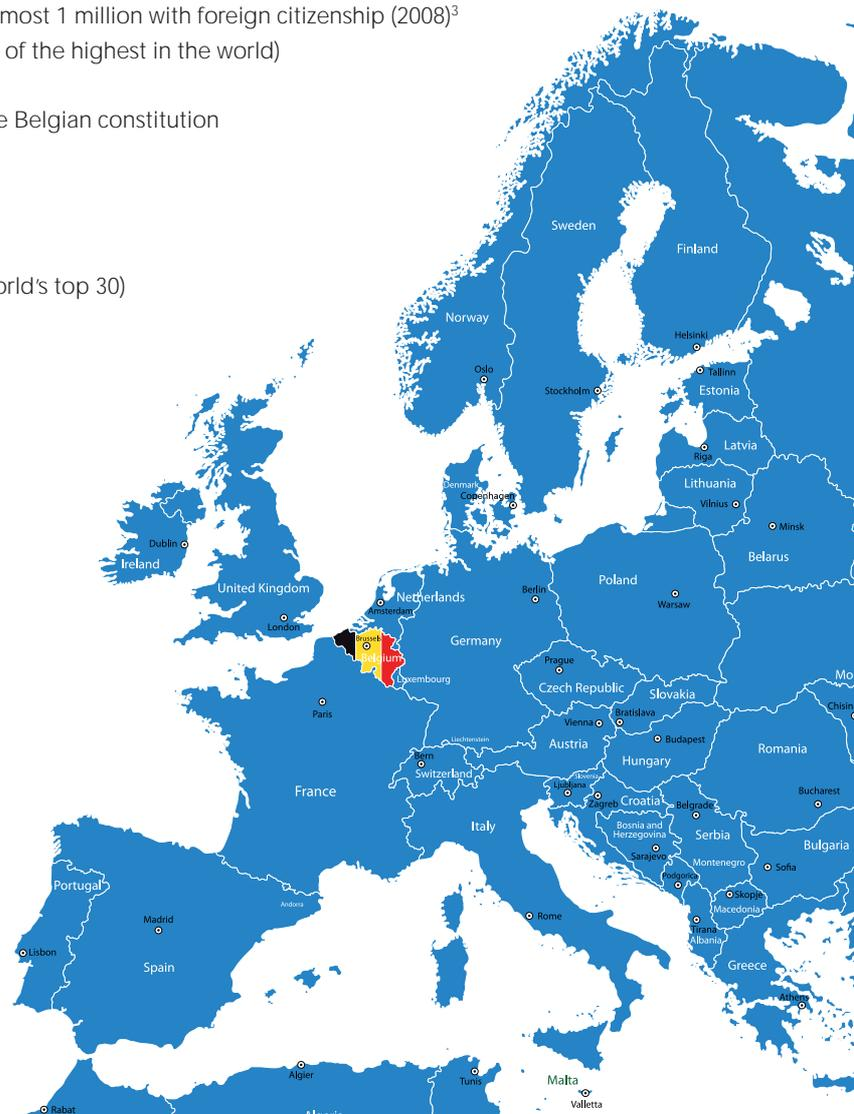 most 1 million with foreign citizenship (2008)³
of the highest in the world)
e Belgian constitution
orld's top 30)
Sweden
Finland
Norway
Helsinki
Oslo
Tallinn
Stockholm
Estonia
Latvia
Riga
Denmark
Lithuania
Copenhagen
Vilnius
Minsk
Dublin
Belarus
Ireland
Poland
United Kingdom
Berlin
Netherlands
Warsaw
Amsterdam
London
Brussels
Germany
Belgium
Prague
Luxembourg
Czech Republic
Slovakia
Mo
Paris
Bratislava
Chisin
Vienna
Liechtenstein
Budapest
Austria
Romania
Bern
Hungary
Switzerland
Slovenia
Ljubljana
France
Bucharest
Zagreb
Croatia
Belgrade
Italy
Bosnia and
Herzegovina
Serbia
Bulgaria
Sarajevo
Montenegro
Sofia
Podgorica
Portugal
Skopje
Andorra
Macedonia
Madrid
Rome
Tirana
Albania
Lisbon
Spain
Greece
Athens
Algier
Tunis
Malta
Valletta
Rabat